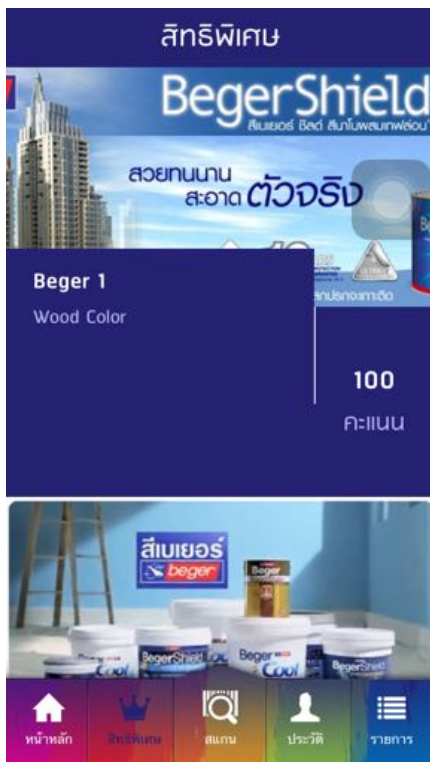 สิทธิพิเศษ
BegerShield
สีเบเยอร์ ชิลด์ สีนาโนผสมเทฟล่อน
สวยทนนาน
สะอาด ตัวจริง
Beger 1
Wood Color
100
คะแนน
สีเบเยอร์
beger
Beger
BegerShield
Cool
Beger
Cool
BegerShield
หน้าหลัก
สิทธิพิเศษ
สแกน
ประวัติ
รายการ